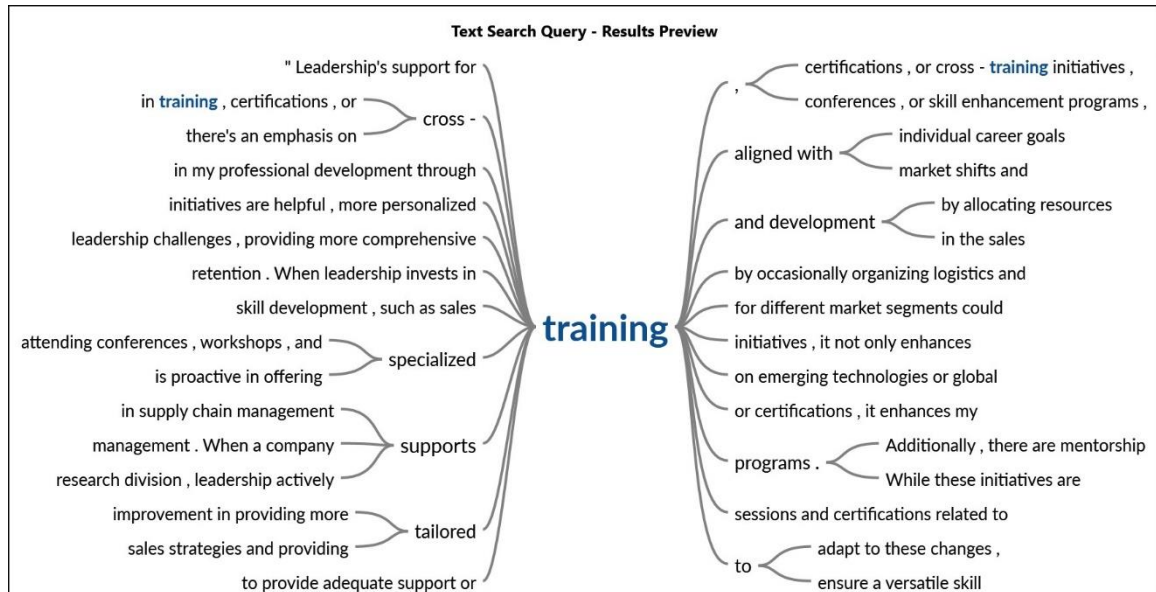 Text Search Query - Results Preview
" Leadership's support for
in training , certifications , or
there's an emphasis on
cross -
in my professional development through
initiatives are helpful , more personalized
leadership challenges , providing more comprehensive
retention . When leadership invests in
skill development , such as sales
attending conferences , workshops , and
is proactive in offering
specialized
in supply chain management
management . When a company
research division , leadership actively
supports
improvement in providing more
sales strategies and providing
tailored
to provide adequate support or
training
,
certifications , or cross - training initiatives ,
conferences , or skill enhancement programs ,
aligned with
individual career goals
market shifts and
and development
by allocating resources
in the sales
by occasionally organizing logistics and
for different market segments could
initiatives , it not only enhances
on emerging technologies or global
or certifications , it enhances my
programs .
Additionally , there are mentorship
While these initiatives are
sessions and certifications related to
to
adapt to these changes ,
ensure a versatile skill